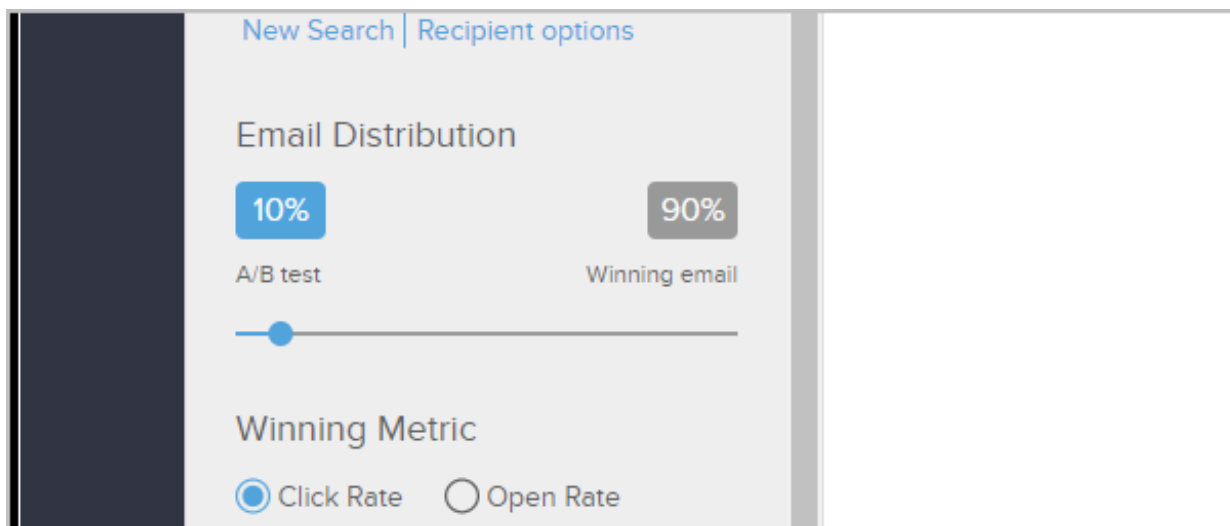 New Search | Recipient options
Email Distribution
10% 90%
A/B test Winning email
Winning Metric
Click Rate Open Rate